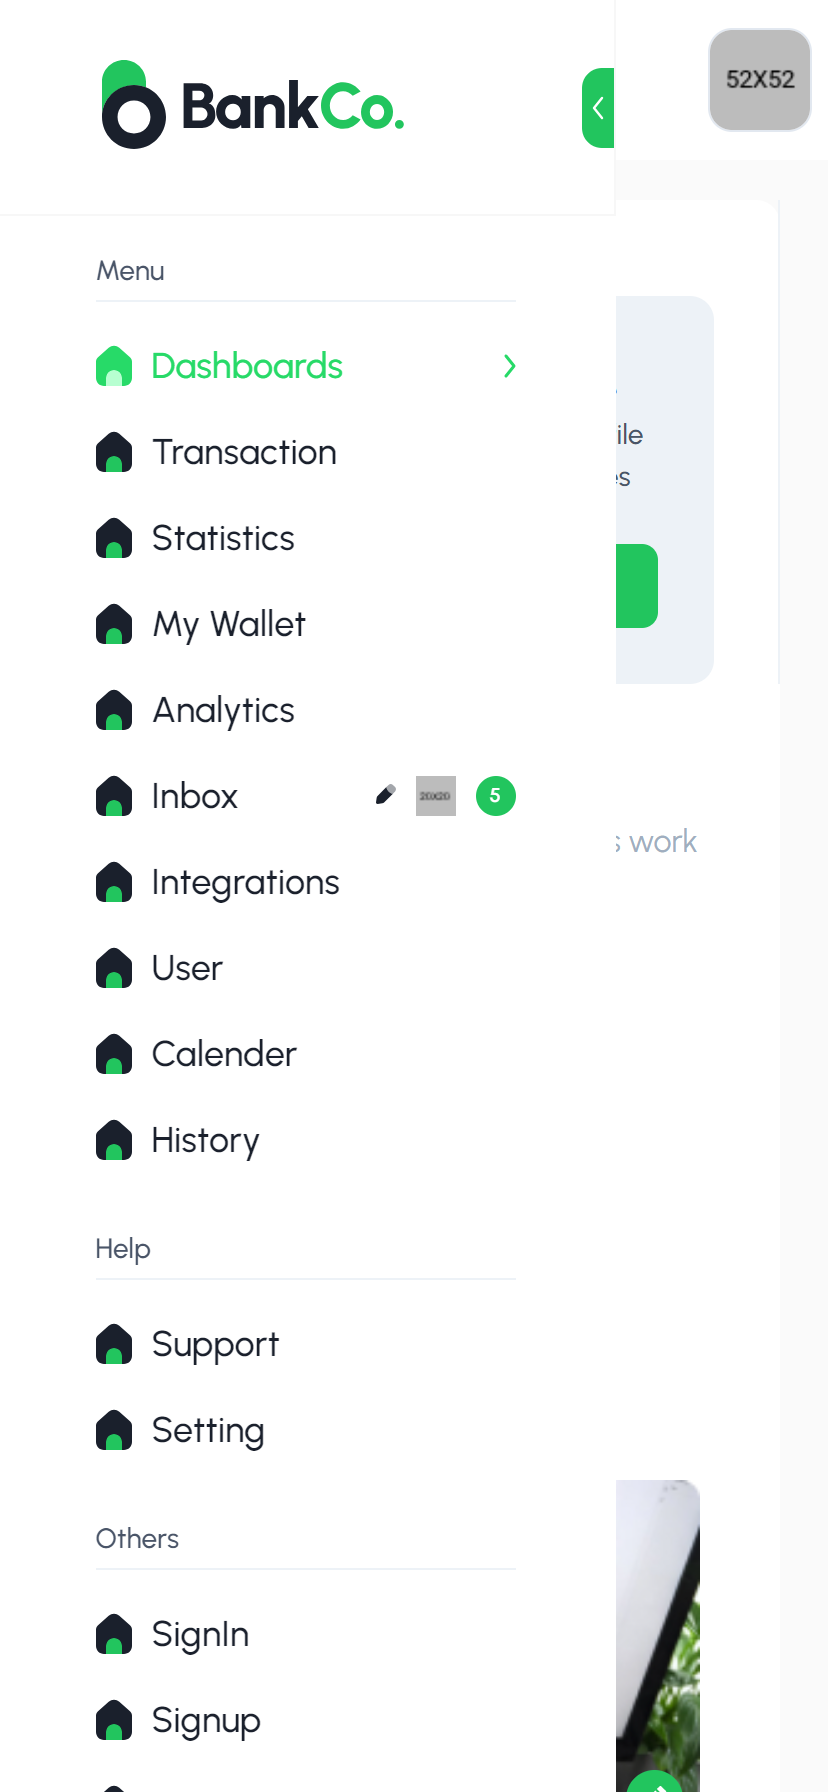 BankCo.
52X52
Menu
Dashboards
ile
Transaction
es
Statistics
My Wallet
Analytics
Inbox
20X20
5
s work
Integrations
User
Calender
History
Help
Support
Setting
Others
SignIn
Signup